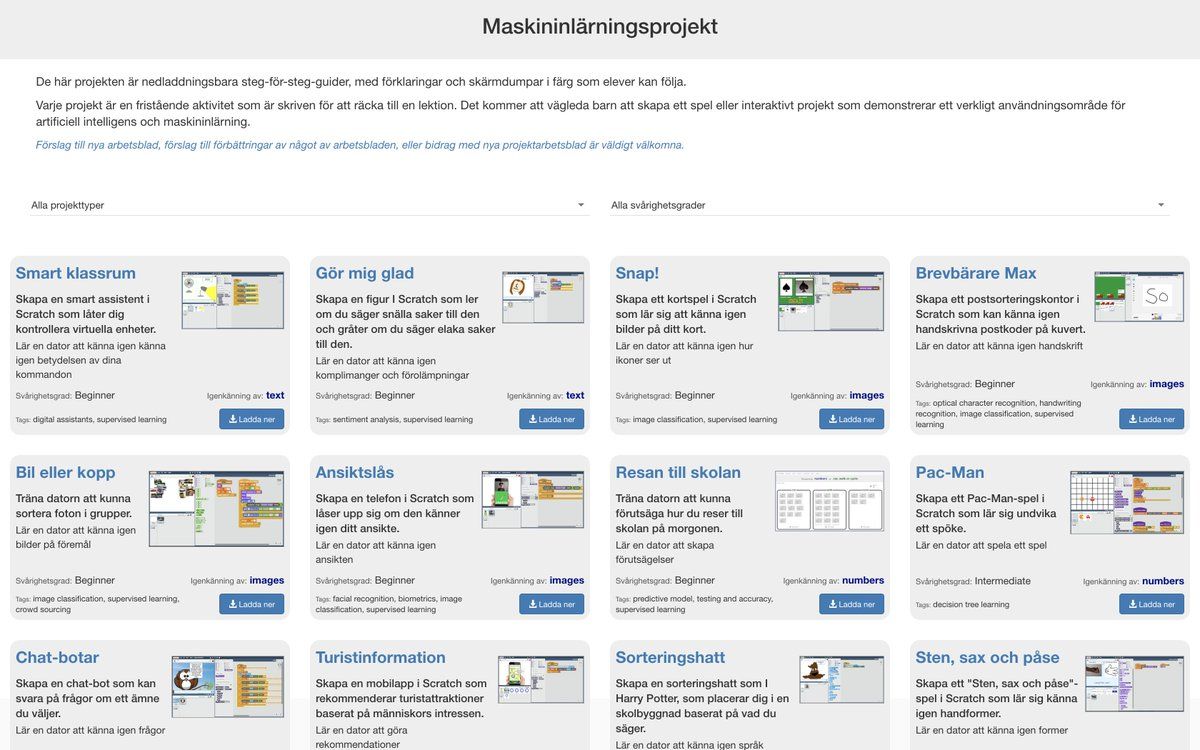 Maskininlärningsprojekt
De här projekten är nedladdningsbara steg-för-steg-guider, med förklaringar och skärmdumpar i färg som elever kan följa.
Varje projekt är en fristående aktivitet som är skriven för att räcka till en lektion. Det kommer att vägleda barn att skapa ett spel eller interaktivt projekt som demonstrerar ett verkligt användningsområde för
artificiell intelligens och maskininlärning.
Förslag till nya arbetsblad, förslag till förbättringar av något av arbetsbladen, eller bidrag med nya projektarbetsblad är väldigt välkomna.
Alla projekttyper
Alla svårighetsgrader
Smart klassrum
Skapa en smart assistent i
Scratch som låter dig
kontrollera virtuella enheter.
Lär en dator att känna igen känna
igen betydelsen av dina
kommandon
Svårighetsgrad: Beginner
Igenkänning av: text
Tags: digital assistants, supervised learning
Ladda ner
Gör mig glad
Skapa en figur I Scratch som ler
om du säger snälla saker till den
och gråter om du säger elaka saker
till den.
Lär en dator att känna igen
komplimanger och förolämpningar
Svårighetsgrad: Beginner
Igenkänning av: text
Tags: sentiment analysis, supervised learning
Ladda ner
Snap!
Skapa ett kortspel i Scratch
som lär sig att känna igen
bilder på ditt kort.
Lär en dator att känna igen hur
ikoner ser ut
Svårighetsgrad: Beginner
Igenkänning av: images
Tags: image classification, supervised learning
Ladda ner
Brevbärare Max
Skapa ett postsorteringskontor i
Scratch som kan känna igen
handskrivna postkoder på kuvert.
Lär en dator att känna igen handskrift
So
Svårighetsgrad: Beginner
Igenkänning av: images
Tags: optical character recognition, handwriting
recognition, image classification, supervised
learning
Ladda ner
Bil eller kopp
Träna datorn att kunna
sortera foton i grupper.
Lär en dator att känna igen
bilder på föremål
Svårighetsgrad: Beginner
Igenkänning av: images
Tags: image classification, supervised learning,
crowd sourcing
Ladda ner
Ansiktslås
Skapa en telefon i Scratch som
låser upp sig om den känner
igen ditt ansikte.
Lär en dator att känna igen
ansikten
Svårighetsgrad: Beginner
Igenkänning av: images
Tags: facial recognition, biometrics, image
classification, supervised learning
Ladda ner
Resan till skolan
Träna datorn att kunna
förutsäga hur du reser till
skolan på morgonen.
Lär en dator att skapa
förutsägelser
Svårighetsgrad: Beginner
Igenkänning av: numbers
Tags: predictive model, testing and accuracy,
supervised learning
Ladda ner
Pac-Man
Skapa ett Pac-Man-spel i
Scratch som lär sig undvika
ett spöke.
Lär en dator att spela ett spel
Svårighetsgrad: Intermediate
Igenkänning av: numbers
Tags: decision tree learning
Ladda ner
Chat-botar
Skapa en chat-bot som kan
svara på frågor om ett ämne
du väljer.
Lär en dator att känna igen frågor
Turistinformation
Skapa en mobilapp i Scratch som
rekommenderar turistattraktioner
baserat på människors intressen.
Lär en dator att göra
rekommendationer
Sorteringshatt
Skapa en sorteringshatt som I
Harry Potter, som placerar dig i en
skolbyggnad baserat på vad du
säger.
Lär en dator att känna igen språk
Sten, sax och påse
Skapa ett "Sten, sax och påse"-
spel i Scratch som lär sig känna
igen handformer.
Lär en dator att känna igen former